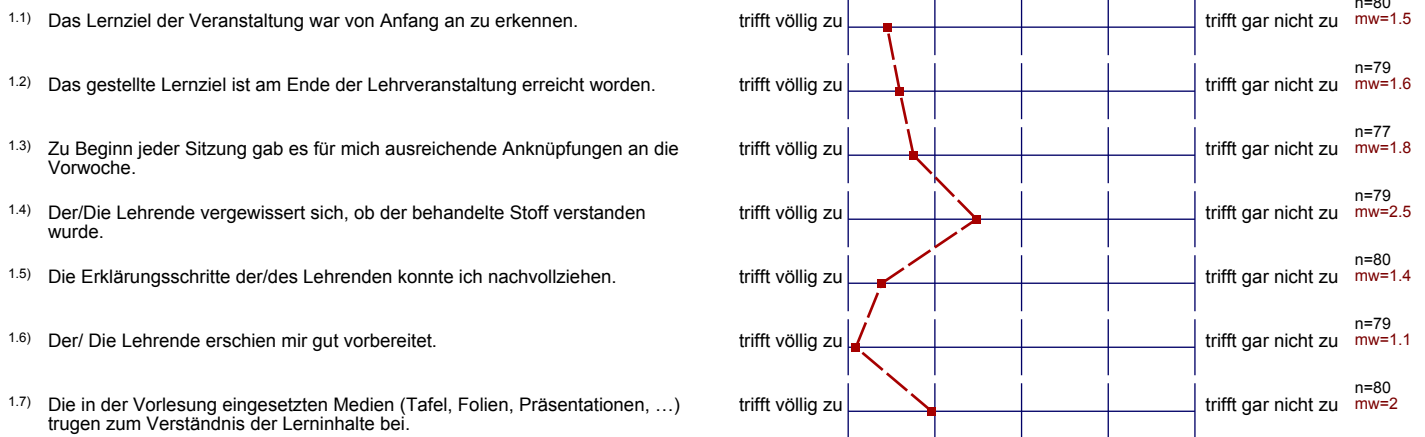 n=80
1.1) Das Lernziel der Veranstaltung war von Anfang an zu erkennen. trifft völlig zu trifft gar nicht zu mw=1.5
n=79
1.2) Das gestellte Lernziel ist am Ende der Lehrveranstaltung erreicht worden. trifft völlig zu trifft gar nicht zu mw=1.6
n=77
1.3) Zu Beginn jeder Sitzung gab es für mich ausreichende Anknüpfungen an die trifft völlig zu trifft gar nicht zu mw=1.8
Vorwoche.
n=79
1.4) Der/Die Lehrende vergewissert sich, ob der behandelte Stoff verstanden trifft völlig zu trifft gar nicht zu mw=2.5
wurde.
n=80
1.5) Die Erklärungsschritte der/des Lehrenden konnte ich nachvollziehen. trifft völlig zu trifft gar nicht zu mw=1.4
n=79
1.6) Der/ Die Lehrende erschien mir gut vorbereitet. trifft völlig zu trifft gar nicht zu mw=1.1
n=80
1.7) Die in der Vorlesung eingesetzten Medien (Tafel, Folien, Präsentationen, …) trifft völlig zu trifft gar nicht zu mw=2
trugen zum Verständnis der Lerninhalte bei.